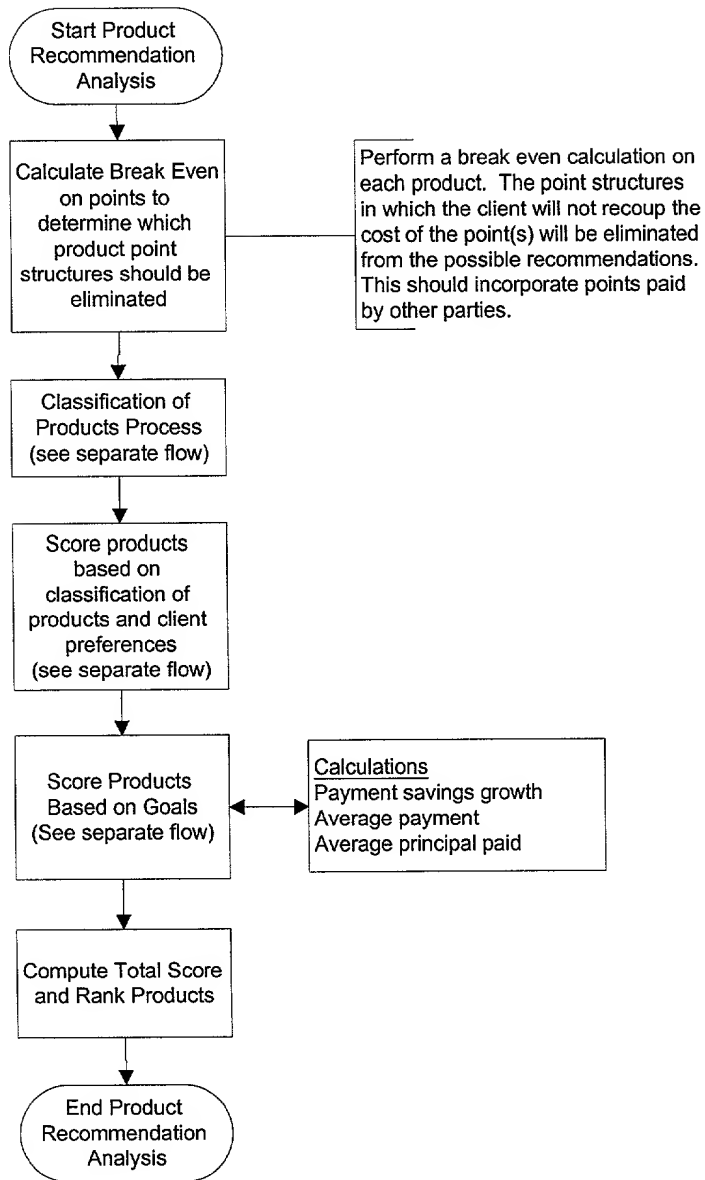 Start Product
Recommendation
Analysis
Calculate Break Even
on points to
determine which
product point
structures should be
eliminated
Perform a break even calculation on
each product. The point structures
in which the client will not recoup the
cost of the point(s) will be eliminated
from the possible recommendations.
This should incorporate points paid
by other parties.
Classification of
Products Process
(see separate flow)
Score products
based on
classification of
products and client
preferences
(see separate flow)
Score Products
Based on Goals
(See separate flow)
Calculations
Payment savings growth
Average payment
Average principal paid
Compute Total Score
and Rank Products
End Product
Recommendation
Analysis